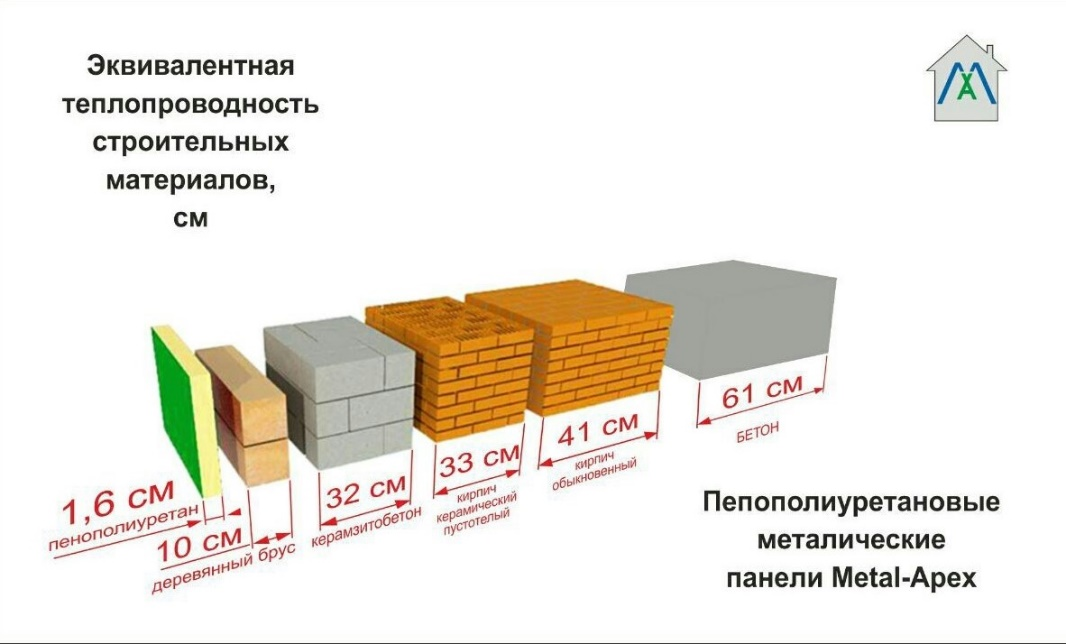 Эквивалентная
теплопроводность
строительных
материалов,
см
МХА
1,6 см
пенополиуретан
10 см
деревянный брус
32 см
керамзитобетон
33 см
кирпич
керамический
пустотелый
41 см
кирпич
обыкновенный
61 см
БЕТОН
Пепополиуретановые
металические
панели Metal-Apex